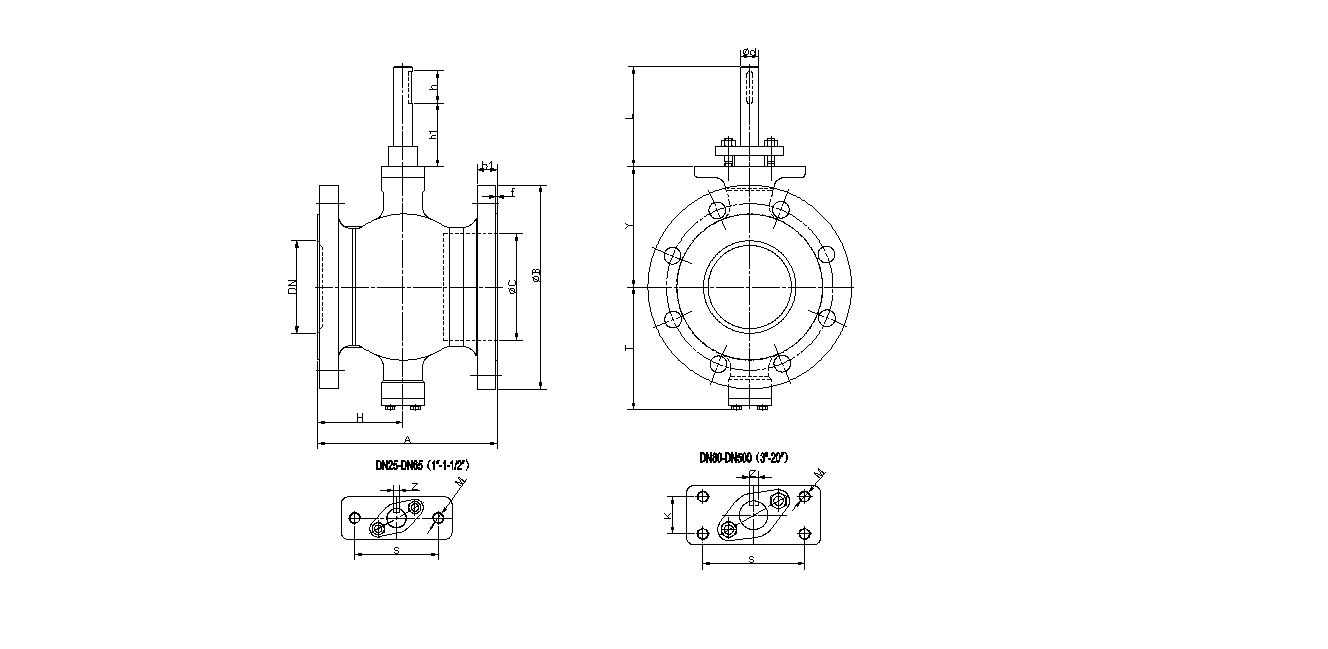 Ød
h
h1
L
b1
f
Y
DN
ØC
ØB
T
H
A
DN25-DN65 (1"-1-1/2")
DN80-DN500 (3"-20")
Z
M
S
Z
M
K
S